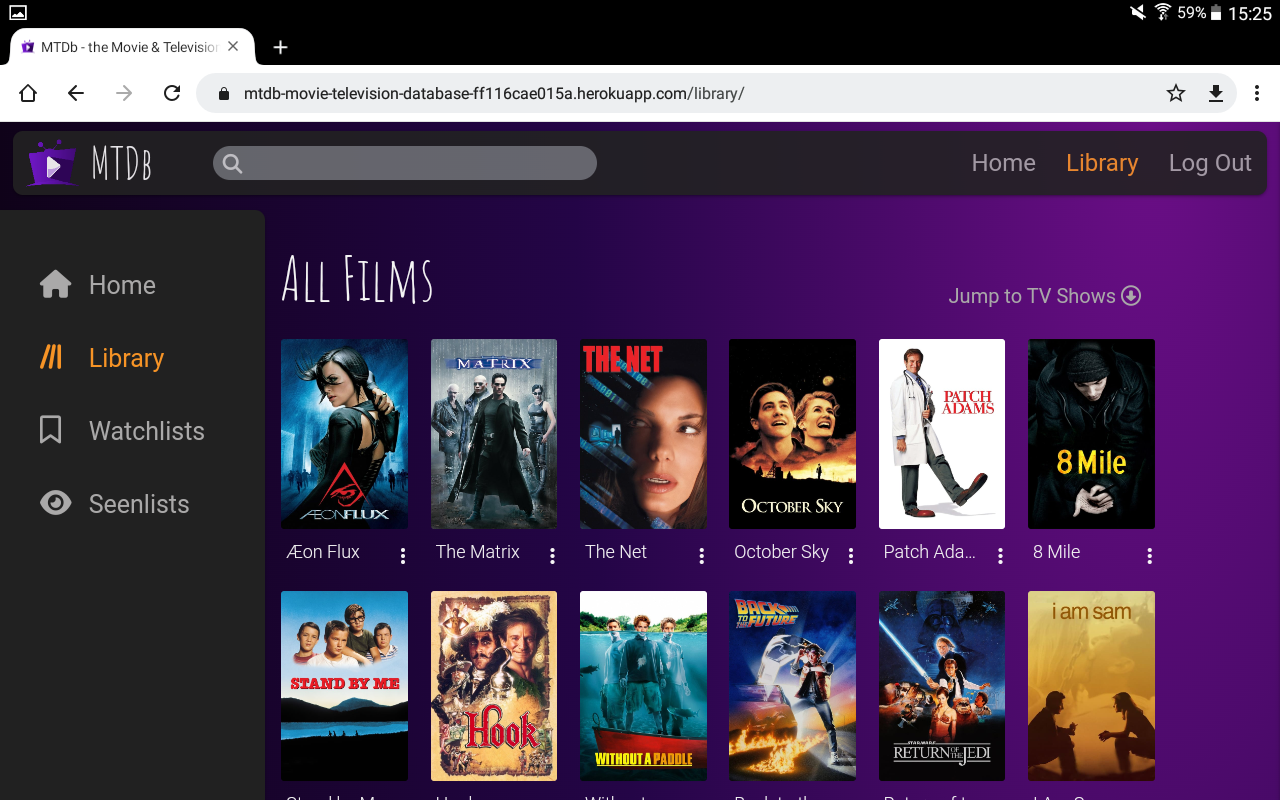 59% 15:25
MTDb - the Movie & Television
mtdb-movie-television-database-ff116cae015a.herokuapp.com/library/
MTDb
Home Library Log Out
Home
Library
Watchlists
Seenlists
All Films
Jump to TV Shows
ÆONFLUX
MATRIX
THE NET
OCTOBER SKY
PATCH
ADAMS
8 Mile
Æon Flux
The Matrix
The Net
October Sky
Patch Ada...
8 Mile
STAND BY ME
Hook
WITHOUT A PADDLE
BACK
TO THE FUTURE
STAR WARS
RETURN OF THE JEDI
i am sam